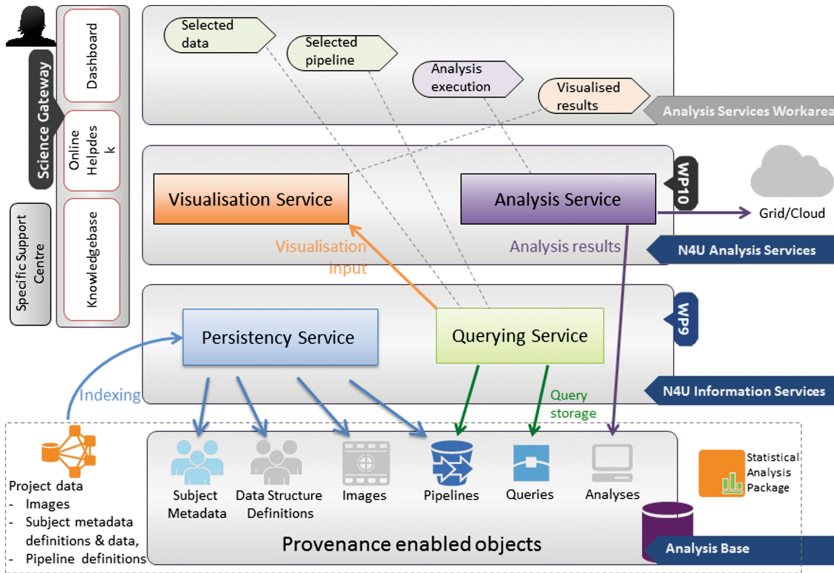 Selected
data
Selected
pipeline
Analysis
execution
Visualised
results
Analysis Services Workarea
Science Gateway
Dashboard
Online
Helpdes
k
Knowledgebase
Specific Support
Centre
Visualisation Service
Analysis Service
WP10
Grid/Cloud
Visualisation
input
Analysis results
N4U Analysis Services
Persistency Service
Querying Service
WP9
Indexing
Query
storage
N4U Information Services
Project data
- Images
- Subject metadata
definitions & data,
- Pipeline definitions
Subject
Metadata
Data Structure
Definitions
Images
Pipelines
Queries
Analyses
Provenance enabled objects
Statistical
Analysis
Package
Analysis Base